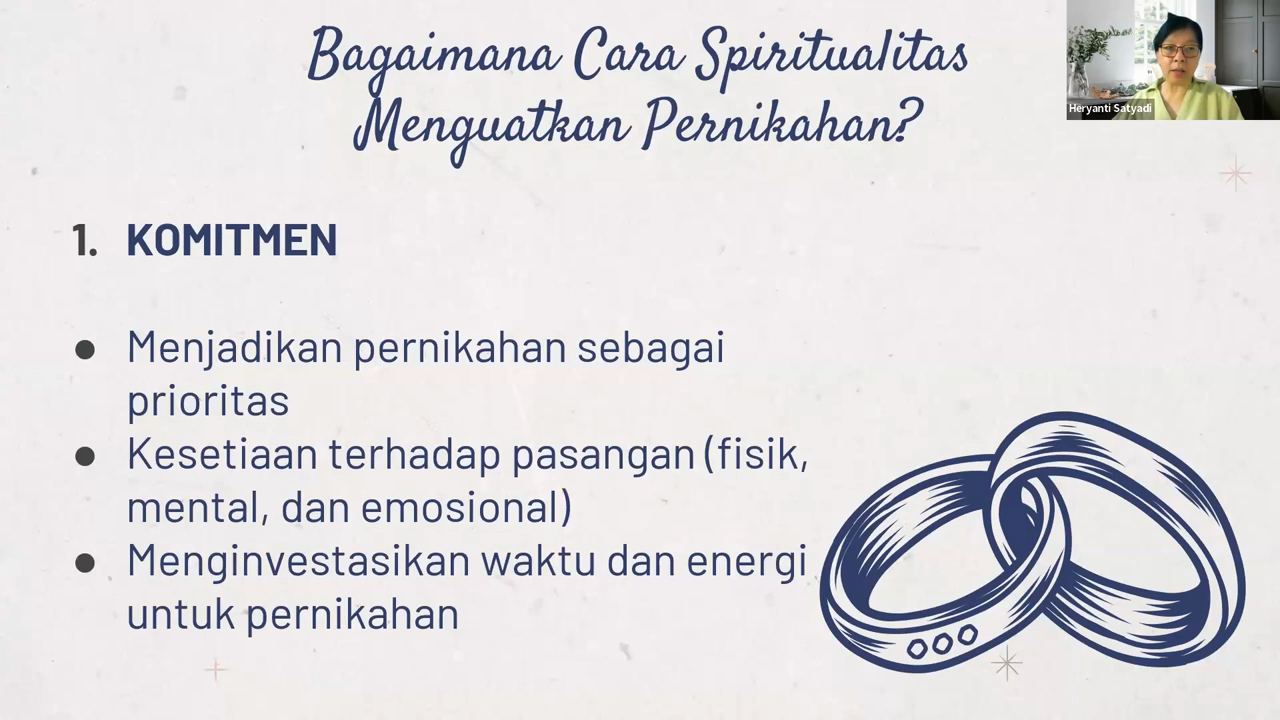 Bagaimana Cara Spiritualitas
Menguatkan Pernikahan?
Heryanti Satyadi
1. KOMITMEN
● Menjadikan pernikahan sebagai
prioritas
● Kesetiaan terhadap pasangan (fisik,
mental, dan emosional)
● Menginvestasikan waktu dan energi
untuk pernikahan